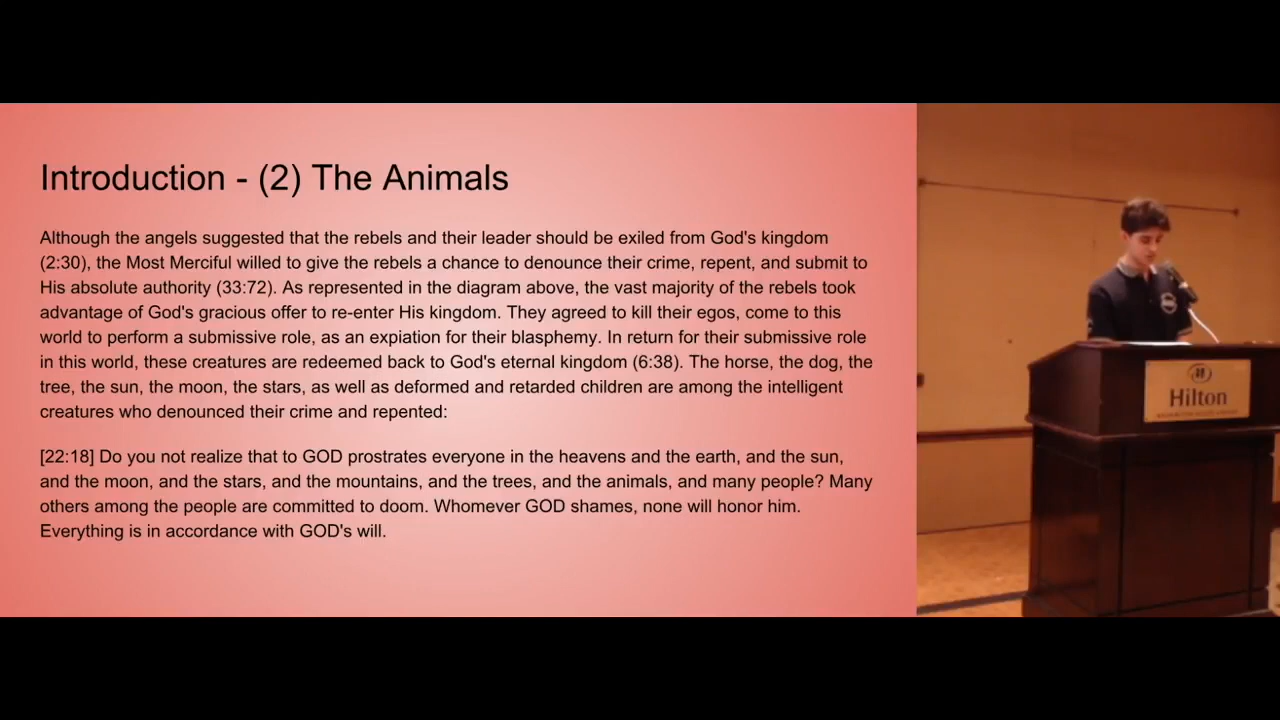 Introduction - (2) The Animals
Although the angels suggested that the rebels and their leader should be exiled from God's kingdom
(2:30), the Most Merciful willed to give the rebels a chance to denounce their crime, repent, and submit to
His absolute authority (33:72). As represented in the diagram above, the vast majority of the rebels took
advantage of God's gracious offer to re-enter His kingdom. They agreed to kill their egos, come to this
world to perform a submissive role, as an expiation for their blasphemy. In return for their submissive role
in this world, these creatures are redeemed back to God's eternal kingdom (6:38). The horse, the dog, the
tree, the sun, the moon, the stars, as well as deformed and retarded children are among the intelligent
creatures who denounced their crime and repented:
[22:18] Do you not realize that to GOD prostrates everyone in the heavens and the earth, and the sun,
and the moon, and the stars, and the mountains, and the trees, and the animals, and many people? Many
others among the people are committed to doom. Whomever GOD shames, none will honor him.
Everything is in accordance with GOD's will.
Hilton